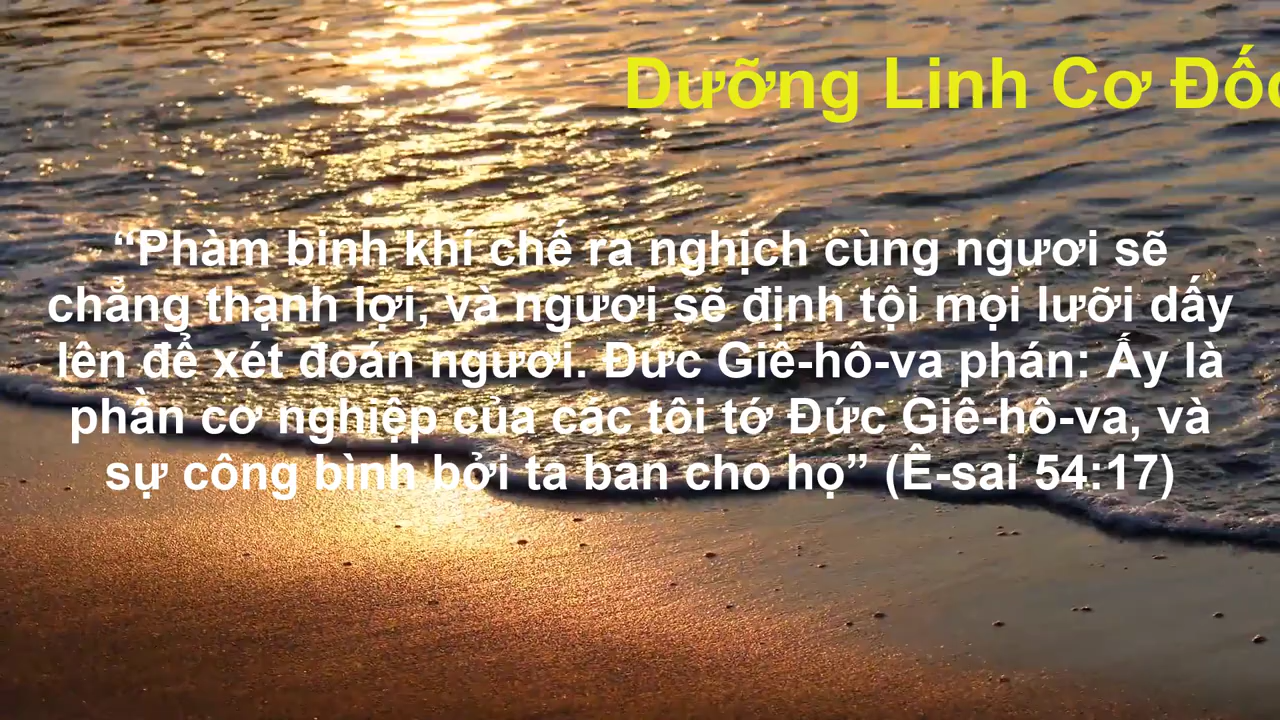 Dưỡng Linh Cơ Đốc
“Phàm binh khí chế ra nghịch cùng ngươi sẽ
chẳng thạnh lợi, và ngươi sẽ định tội mọi lưỡi dấy
lên để xét đoán ngươi. Đức Giê-hô-va phán: Ấy là
phần cơ nghiệp của các tôi tớ Đức Giê-hô-va, và
sự công bình bởi ta ban cho họ” (Ê-sai 54:17)